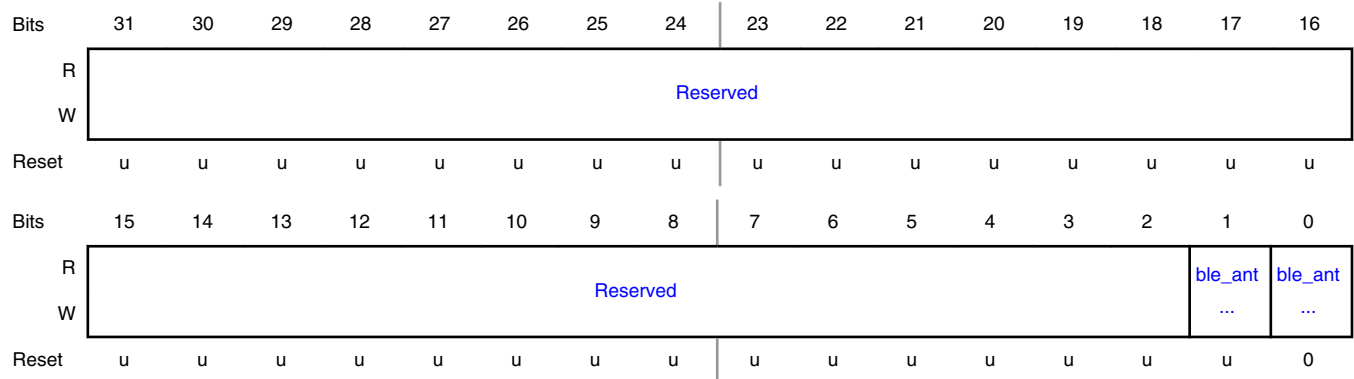 Bits 31 30 29 28 27 26 25 24 23 22 21 20 19 18 17 16
R
Reserved
W
Reset u u u u u u u u u u u u u u u u
Bits 15 14 13 12 11 10 9 8 7 6 5 4 3 2 1 0
R ble_ant ble_ant
Reserved
W ... ...
Reset u u u u u u u u u u u u u u u 0